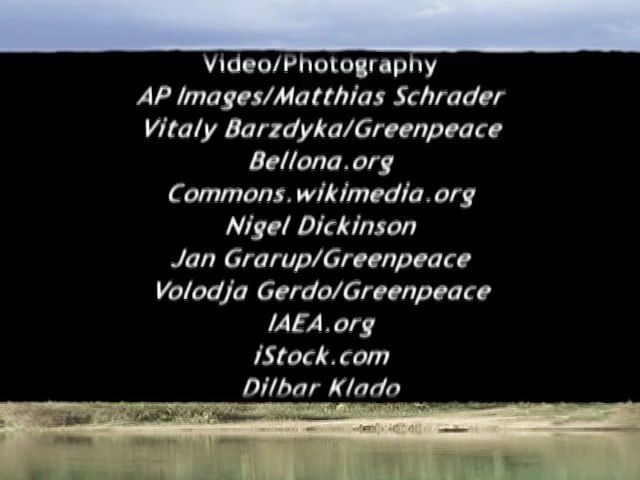 Video/Photography
AP Images/Matthias Schrader
Vitaly Barzdyka/Greenpeace
Bellona.org
Commons.wikimedia.org
Nigel Dickinson
Jan Grarup/Greenpeace
Volodja Gerdo/Greenpeace
IAEA.org
iStock.com
Dilbar Klado